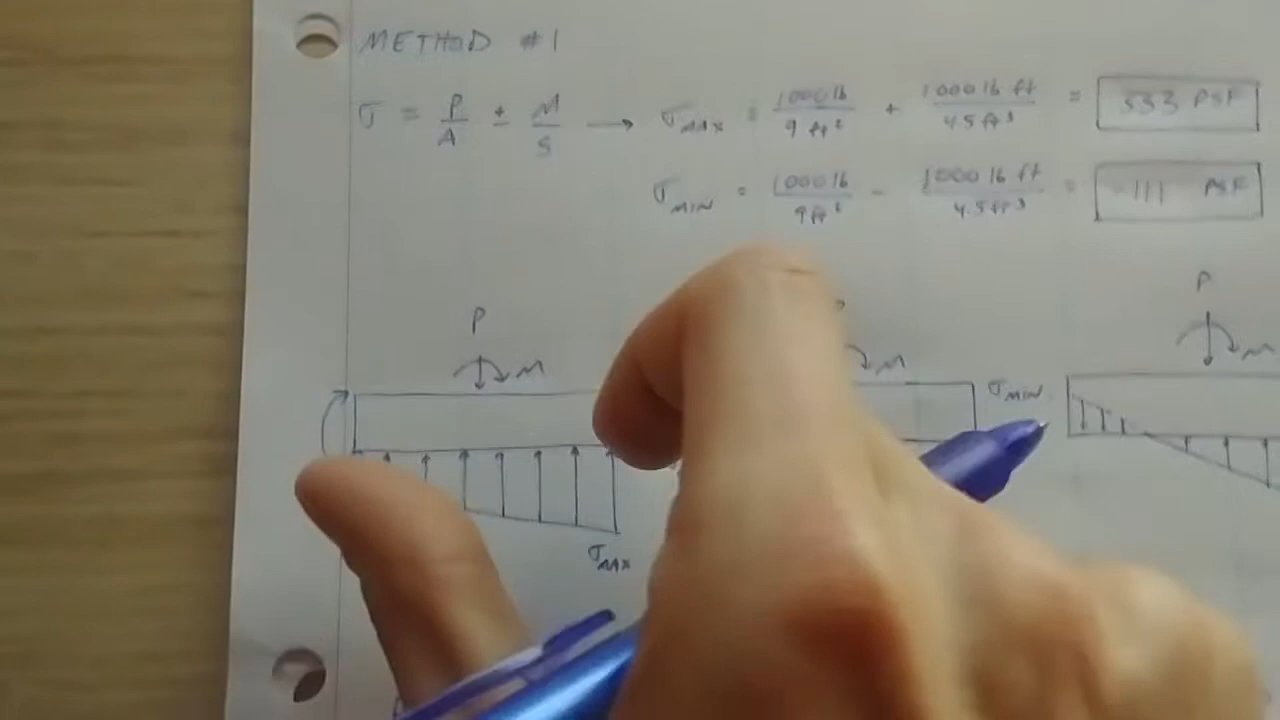 METHOD #1
σ = P/A ± M/S → σMAX = 1000 lb/9 ft² + 1000 lb ft/4.5 ft³ = 333 PSF
σMIN = 1000 lb/9 ft² - 1000 lb ft/4.5 ft³ = -111 PSF
P
P
M
M
M
σMIN
σMAX